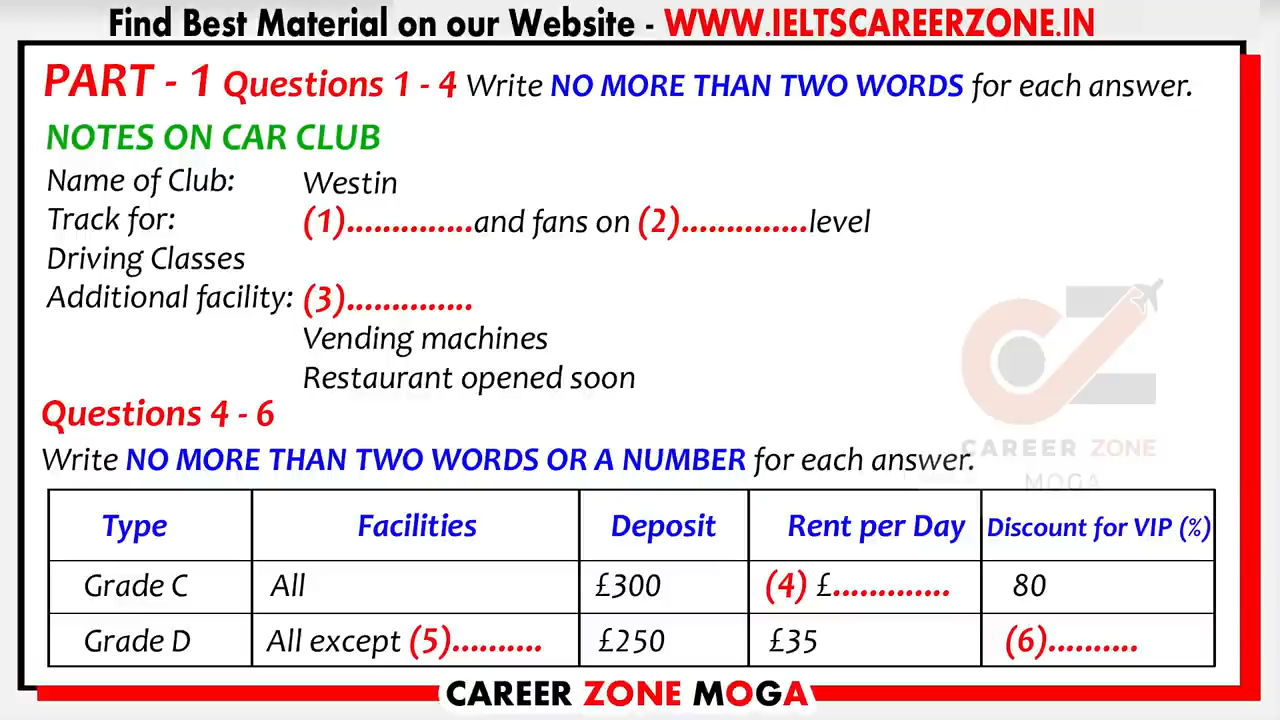 Find Best Material on our Website - WWW.IELTSCAREERZONE.IN
PART - 1 Questions 1 - 4 Write NO MORE THAN TWO WORDS for each answer.
NOTES ON CAR CLUB
Name of Club: Westin
Track for: (1)..............and fans on (2)..............level
Driving Classes
Additional facility: (3)..............
Vending machines
Restaurant opened soon
CAREER ZONE
MOGA
Questions 4 - 6
Write NO MORE THAN TWO WORDS OR A NUMBER for each answer.
Type Facilities Deposit Rent per Day Discount for VIP (%)
Grade C All £300 (4) £............. 80
Grade D All except (5).......... £250 £35 (6)..........
CAREER ZONE MOGA